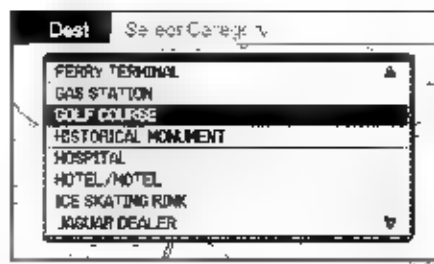 Dest Select Category
FERRY TERMINAL
GAS STATION
GOLF COURSE
HISTORICAL MONUMENT
HOSPITAL
HOTEL/MOTEL
ICE SKATING RINK
JAGUAR DEALER